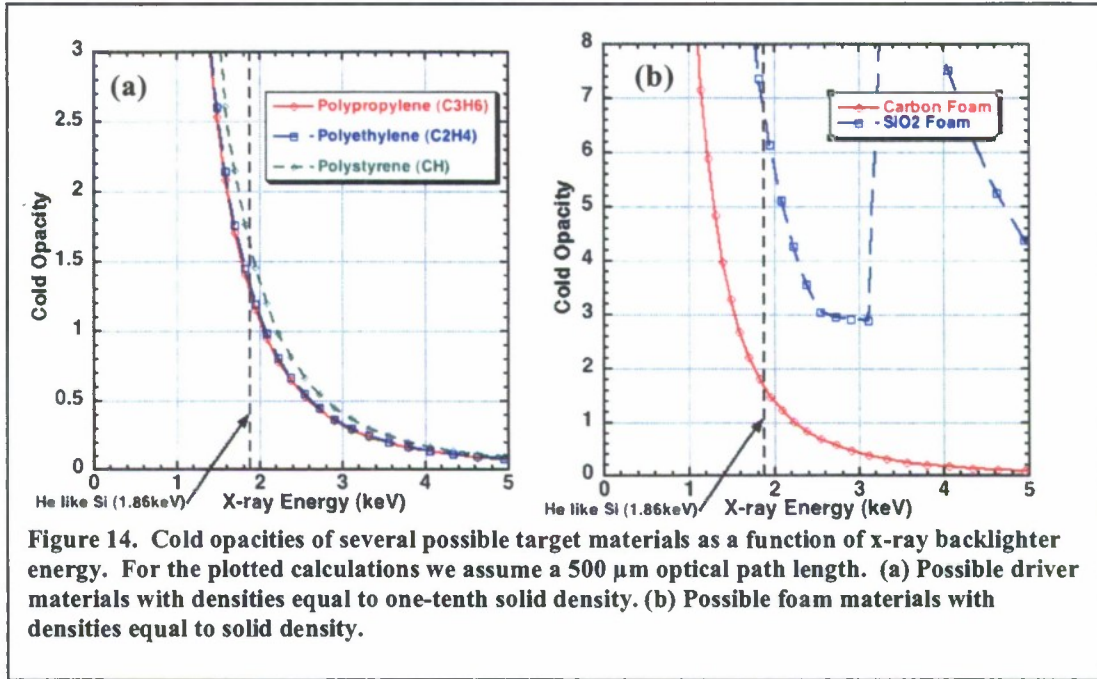 (a)
Polypropylene (C3H6)
Polyethylene (C2H4)
Polystyrene (CH)
Cold Opacity
3
2.5
2
1.5
1
0.5
0
0 1 2 3 4 5
He like Si (1.86keV)
X-ray Energy (keV)
(b)
Carbon Foam
SiO2 Foam
Cold Opacity
8
7
6
5
4
3
2
1
0
0 1 2 3 4 5
He like Si (1.86keV)
X-ray Energy (keV)
Figure 14. Cold opacities of several possible target materials as a function of x-ray backlighter
energy. For the plotted calculations we assume a 500 µm optical path length. (a) Possible driver
materials with densities equal to one-tenth solid density. (b) Possible foam materials with
densities equal to solid density.